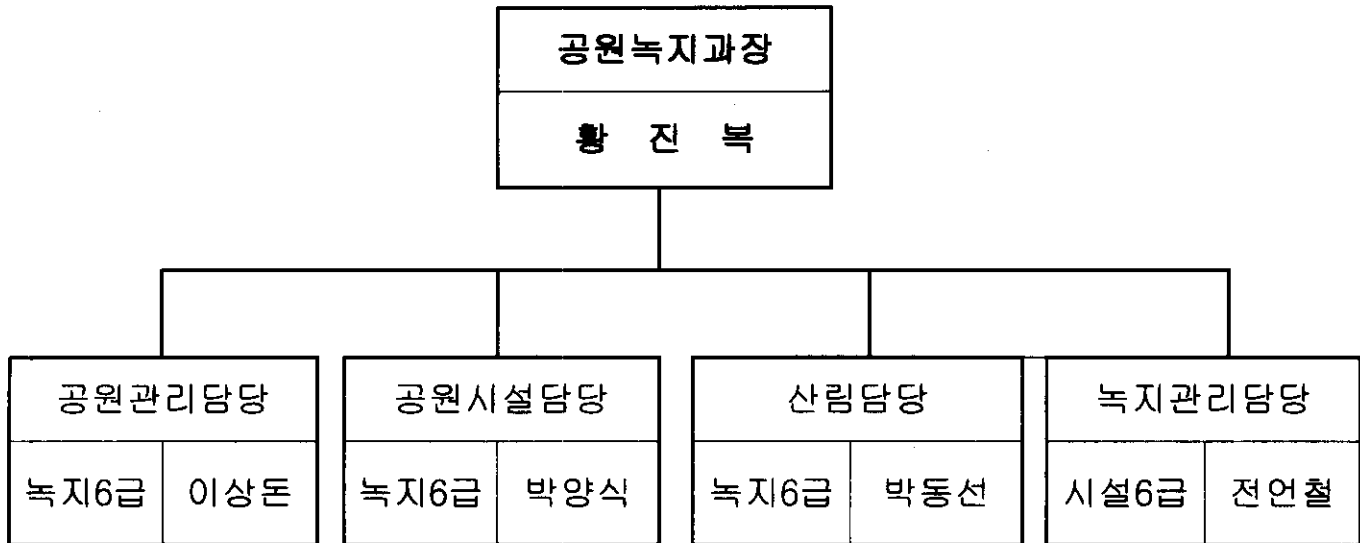 공원녹지과장
황 진 복
공원관리담당
녹지6급 이상돈
공원시설담당
녹지6급 박양식
산림담당
녹지6급 박동선
녹지관리담당
시설6급 전언철